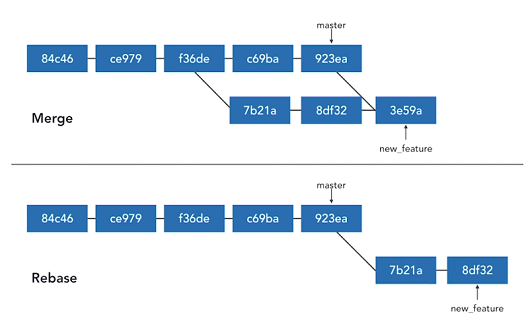 master
84c46 ce979 f36de c69ba 923ea
7b21a 8df32 3e59a
Merge
new_feature
master
84c46 ce979 f36de c69ba 923ea
7b21a 8df32
Rebase
new_feature